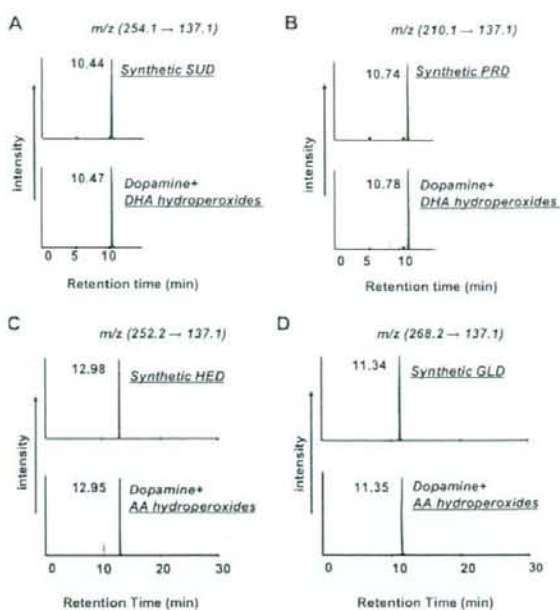 A
m/z (254.1 → 137.1)
10.44
Synthetic SUD
intensity
10.47
Dopamine+
DHA hydroperoxides
0 5 10
Retention time (min)
B
m/z (210.1 → 137.1)
10.74
Synthetic PRD
intensity
10.78
Dopamine+
DHA hydroperoxides
0 5 10
Retention time (min)
C
m/z (252.2 → 137.1)
12.98
Synthetic HED
intensity
12.95
Dopamine+
AA hydroperoxides
0 10 20 30
Retention Time (min)
D
m/z (268.2 → 137.1)
11.34
Synthetic GLD
intensity
11.35
Dopamine+
AA hydroperoxides
0 10 20 30
Retention Time (min)